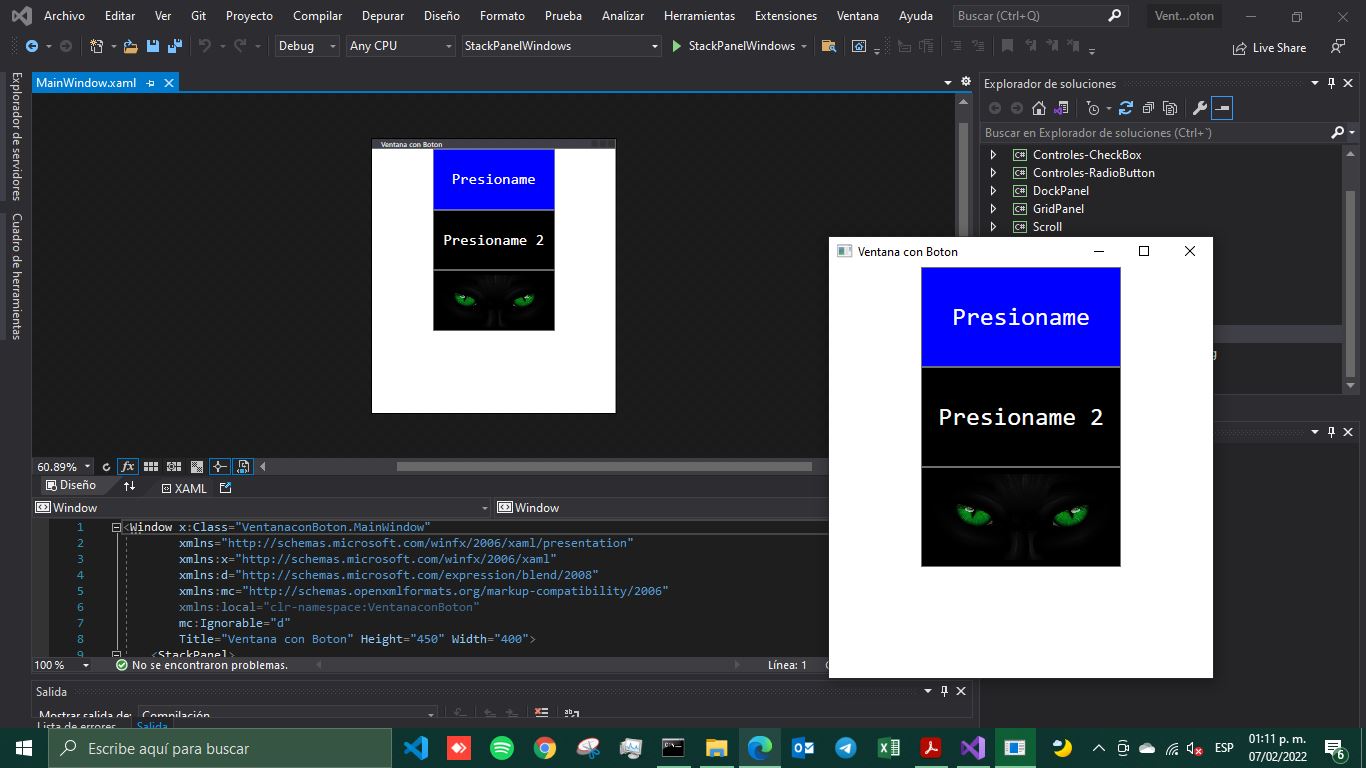 Archivo Editar Ver Git Proyecto Compilar Depurar Diseño Formato Prueba Analizar Herramientas Extensiones Ventana Ayuda Buscar (Ctrl+Q) Vent...oton
Debug Any CPU StackPanelWindows StackPanelWindows Live Share
Explorador de servidores
Cuadro de herramientas
MainWindow.xaml
Ventana con Boton
Presioname
Presioname 2
60.89% fx
Diseño XAML
Window Window
1 <Window x:Class="VentanaconBoton.MainWindow"
2 xmlns="http://schemas.microsoft.com/winfx/2006/xaml/presentation"
3 xmlns:x="http://schemas.microsoft.com/winfx/2006/xaml"
4 xmlns:d="http://schemas.microsoft.com/expression/blend/2008"
5 xmlns:mc="http://schemas.openxmlformats.org/markup-compatibility/2006"
6 xmlns:local="clr-namespace:VentanaconBoton"
7 mc:Ignorable="d"
8 Title="Ventana con Boton" Height="450" Width="400">
9 <StackPanel>
100 % No se encontraron problemas. Línea: 1
Salida
Mostrar salida de: Compilación
Lista de errores Salida
Explorador de soluciones
Buscar en Explorador de soluciones (Ctrl+`)
C# Controles-CheckBox
C# Controles-RadioButton
C# DockPanel
C# GridPanel
C# Scroll
Ventana con Boton
Presioname
Presioname 2
Escribe aquí para buscar
ESP
01:11 p. m.
07/02/2022
6